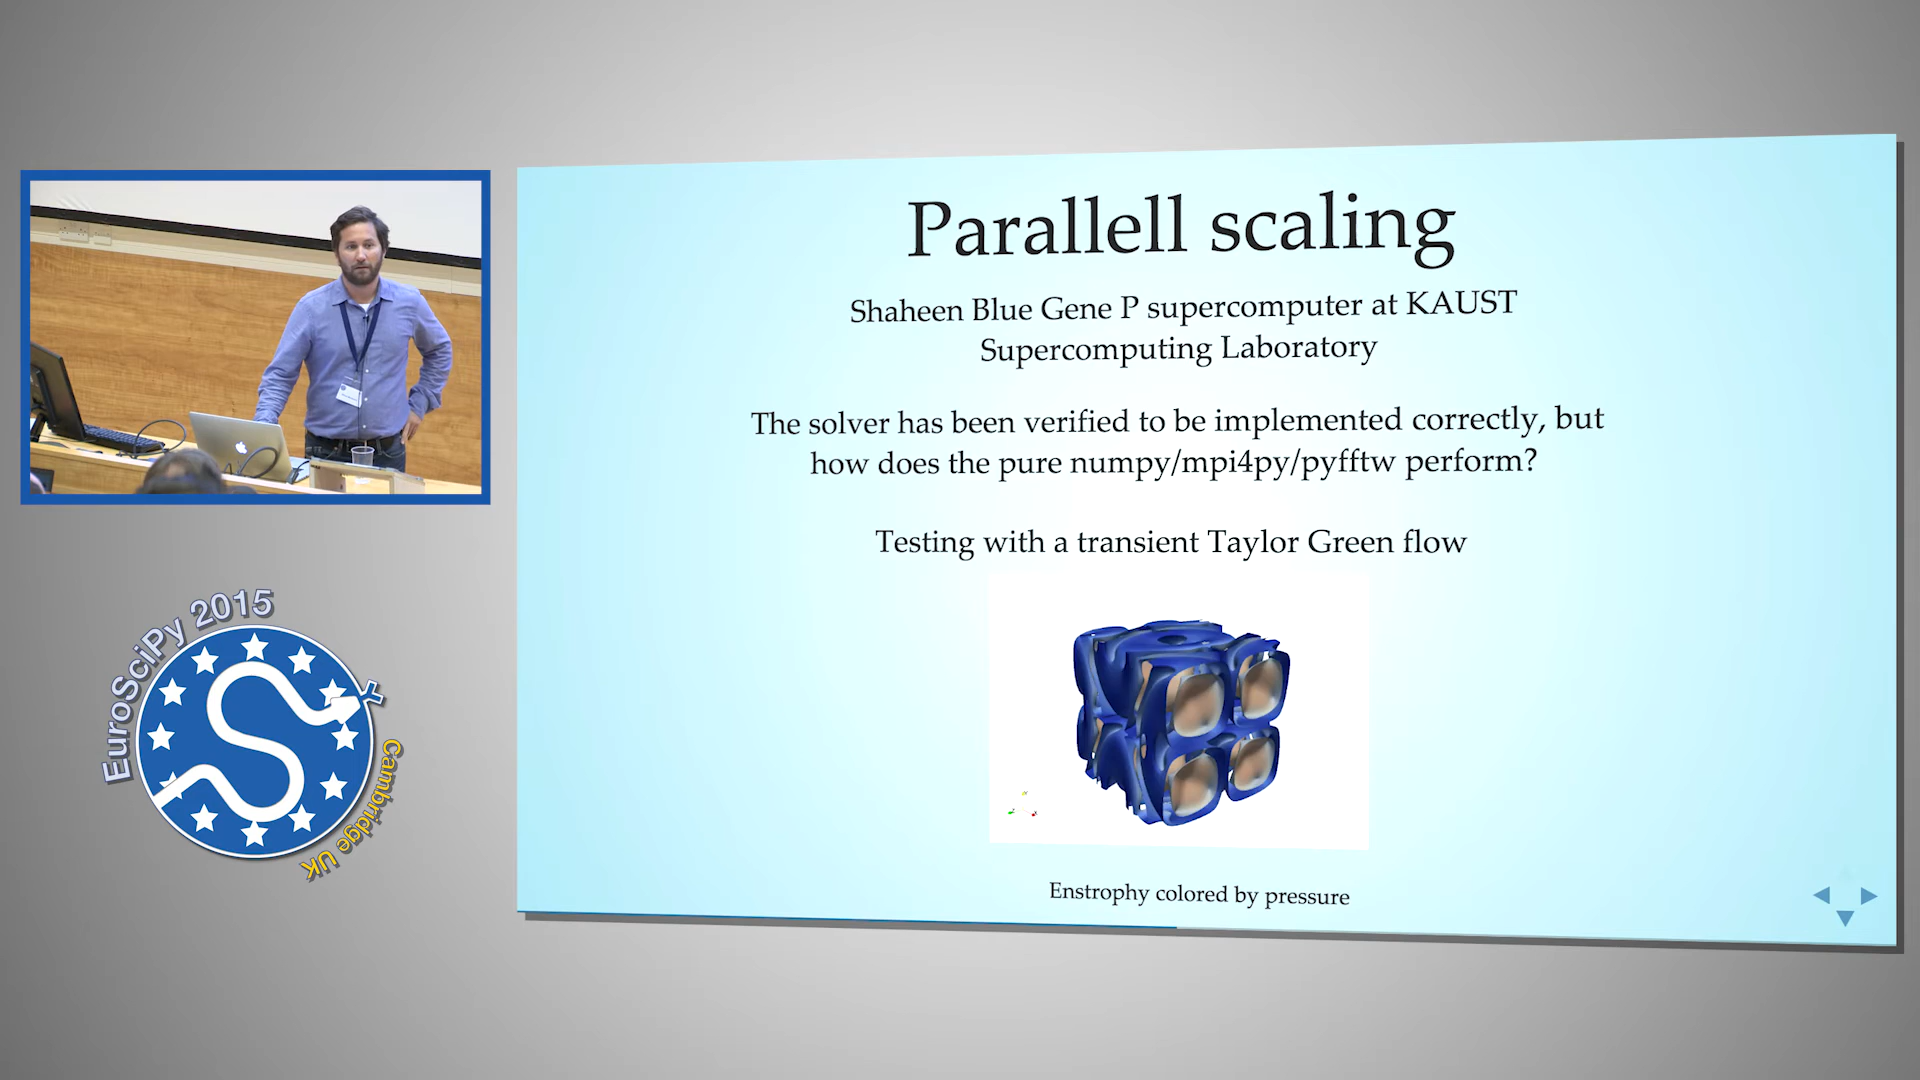 Parallell scaling
Shaheen Blue Gene P supercomputer at KAUST
Supercomputing Laboratory
The solver has been verified to be implemented correctly, but
how does the pure numpy/mpi4py/pyfftw perform?
Testing with a transient Taylor Green flow
Enstrophy colored by pressure
EuroSciPy 2015
Cambridge UK